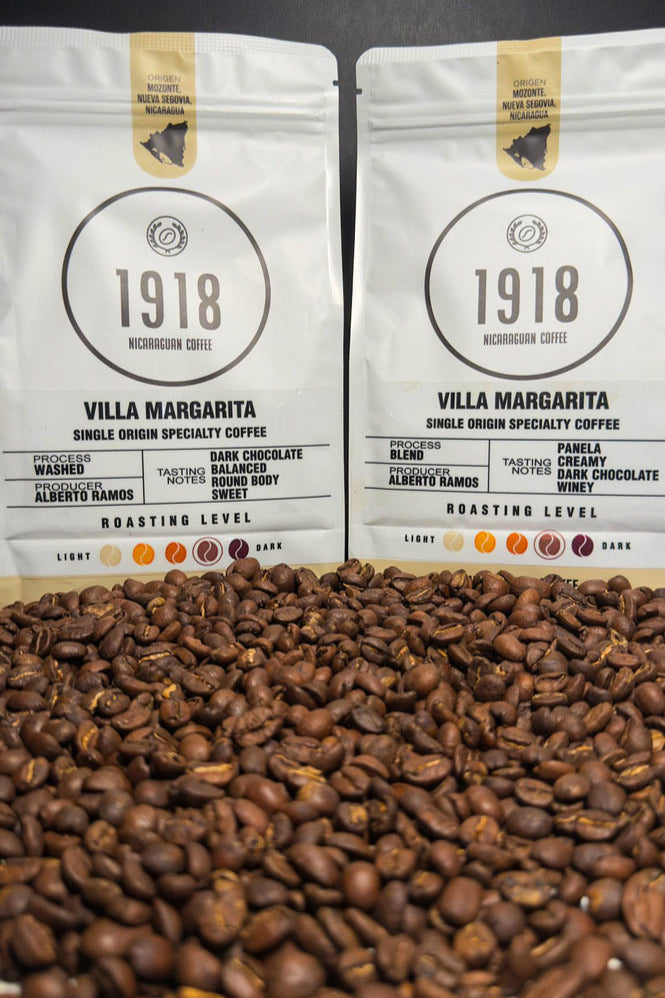 ORIGEN
MOZONTE,
NUEVA SEGOVIA,
NICARAGUA
1918
NICARAGUAN COFFEE
VILLA MARGARITA
SINGLE ORIGIN SPECIALTY COFFEE
PROCESS
WASHED
PRODUCER
ALBERTO RAMOS
TASTING
NOTES
DARK CHOCOLATE
BALANCED
ROUND BODY
SWEET
ROASTING LEVEL
LIGHT DARK
ORIGEN
MOZONTE,
NUEVA SEGOVIA,
NICARAGUA
1918
NICARAGUAN COFFEE
VILLA MARGARITA
SINGLE ORIGIN SPECIALTY COFFEE
PROCESS
BLEND
PRODUCER
ALBERTO RAMOS
TASTING
NOTES
PANELA
CREAMY
DARK CHOCOLATE
WINEY
ROASTING LEVEL
LIGHT DARK